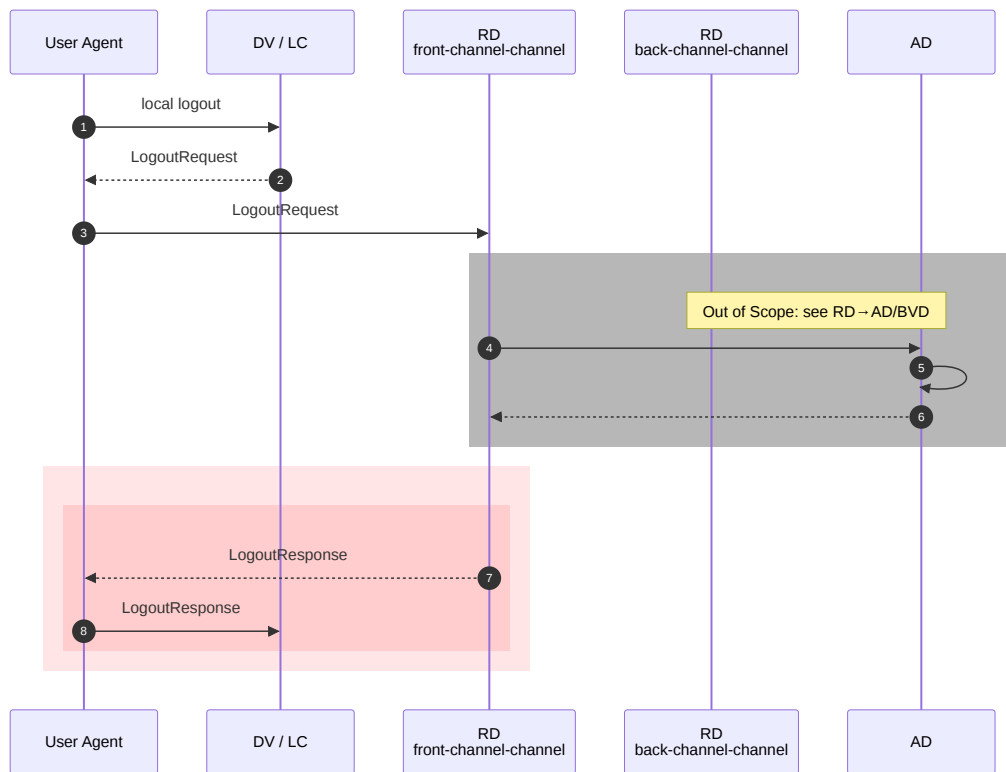 User Agent
DV / LC
RD
front-channel-channel
RD
back-channel-channel
AD
local logout
1
LogoutRequest
2
LogoutRequest
3
Out of Scope: see RD→AD/BVD
4
5
6
LogoutResponse
7
LogoutResponse
8
User Agent
DV / LC
RD
front-channel-channel
RD
back-channel-channel
AD